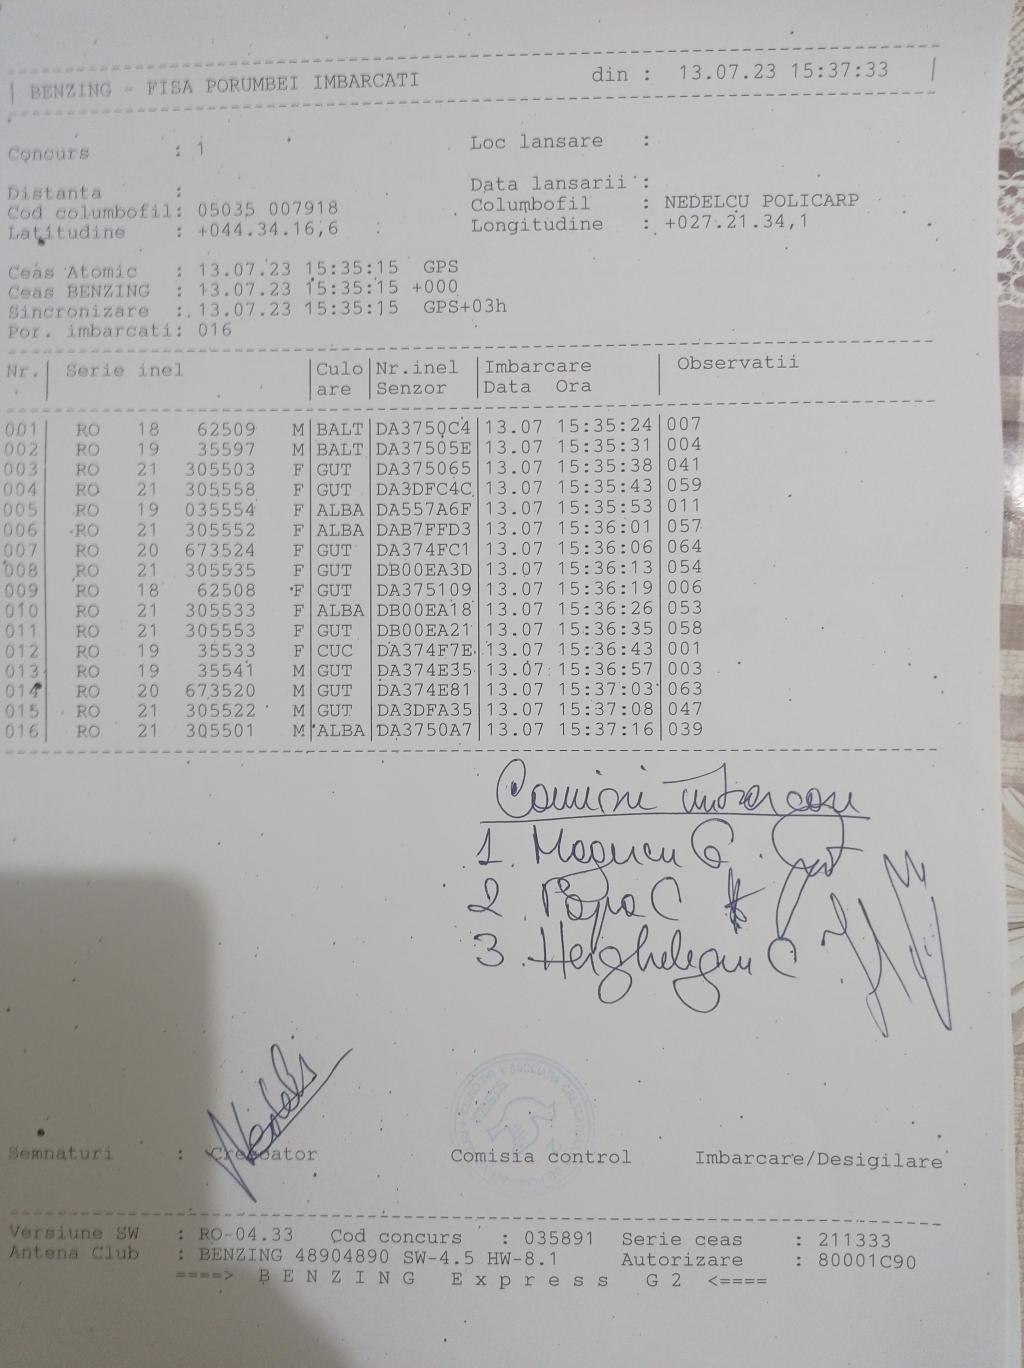 BENZING - FISA PORUMBEI IMBARCATI din : 13.07.23 15:37:33
Concurs : 1 Loc lansare :
Distanta : Data lansarii :
Cod columbofil: 05035 007918 Columbofil : NEDELCU POLICARP
Latitudine : +044.34.16,6 Longitudine : +027.21.34,1
Ceas Atomic : 13.07.23 15:35:15 GPS
Ceas BENZING : 13.07.23 15:35:15 +000
Sincronizare : 13.07.23 15:35:15 GPS+03h
Por. imbarcati: 016
Nr. Serie inel Culo Nr.inel Imbarcare Observatii
are Senzor Data Ora
001 RO 18 62509 M BALT DA3750C4 13.07 15:35:24 007
002 RO 19 35597 M BALT DA37505E 13.07 15:35:31 004
003 RO 21 305503 F GUT DA375065 13.07 15:35:38 041
004 RO 21 305558 F GUT DA3DFC4C 13.07 15:35:43 059
005 RO 19 035554 F ALBA DA557A6F 13.07 15:35:53 011
006 RO 21 305552 F ALBA DAB7FFD3 13.07 15:36:01 057
007 RO 20 673524 F GUT DA374FC1 13.07 15:36:06 064
008 RO 21 305535 F GUT DB00EA3D 13.07 15:36:13 054
009 RO 18 62508 F GUT DA375109 13.07 15:36:19 006
010 RO 21 305533 F ALBA DB00EA18 13.07 15:36:26 053
011 RO 21 305553 F GUT DB00EA21 13.07 15:36:35 058
012 RO 19 35533 F CUC DA374F7E 13.07 15:36:43 001
013 RO 19 35541 M GUT DA374E35 13.07 15:36:57 003
014 RO 20 673520 M GUT DA374E81 13.07 15:37:03 063
015 RO 21 305522 M GUT DA3DFA35 13.07 15:37:08 047
016 RO 21 305501 M ALBA DA3750A7 13.07 15:37:16 039
1. G.
2. Popa C
3. Herghelegiu C
Semnaturi : Crescator Comisia control Imbarcare/Desigilare
Versiune SW : RO-04.33 Cod concurs : 035891 Serie ceas : 211333
Antena Club : BENZING 48904890 SW-4.5 HW-8.1 Autorizare : 80001C90
====> B E N Z I N G E x p r e s s G 2 <====